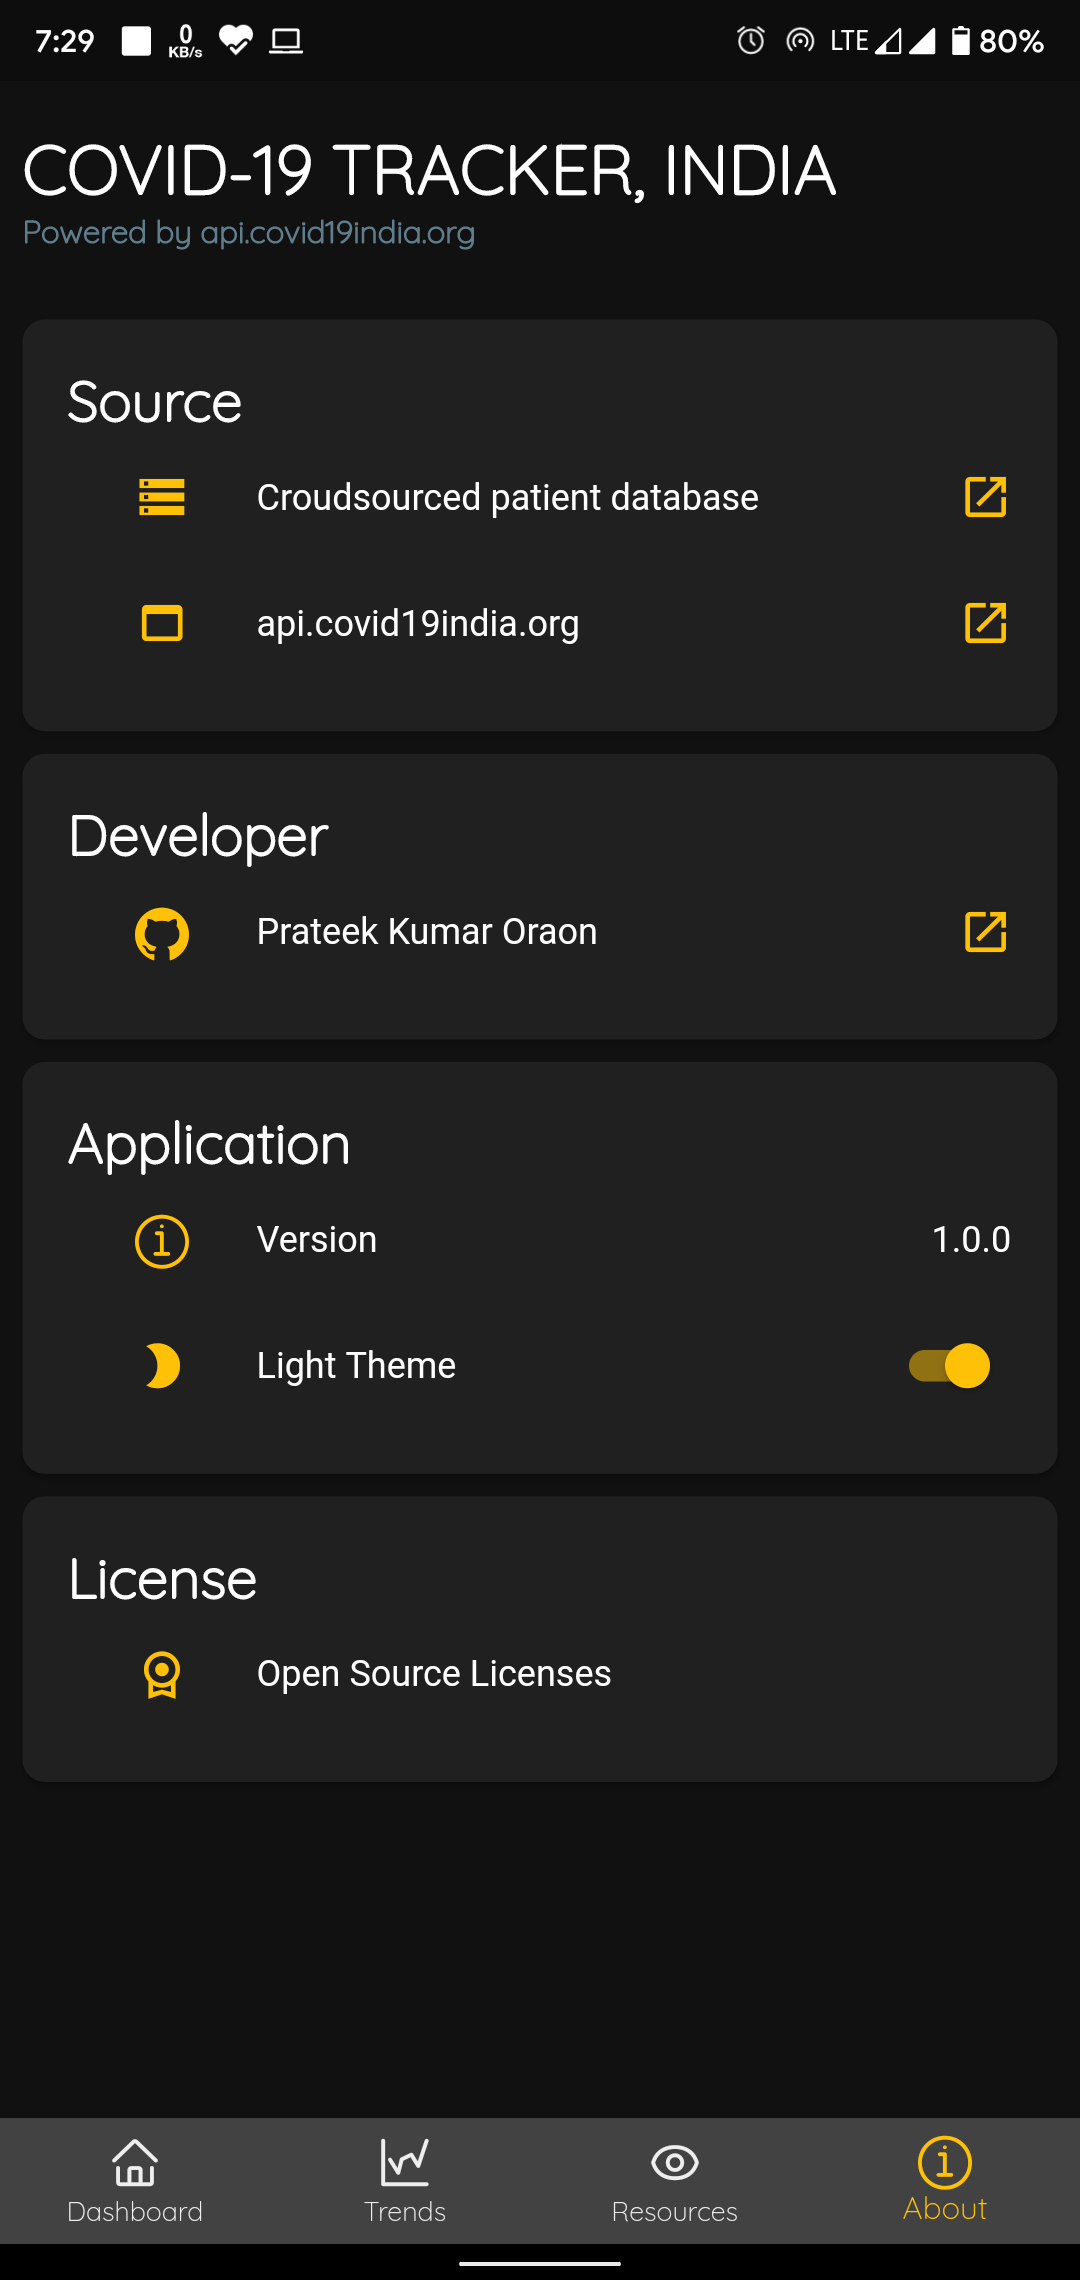 7:29
0
KB/s
LTE
80%
COVID-19 TRACKER, INDIA
Powered by api.covid19india.org
Source
Croudsourced patient database
api.covid19india.org
Developer
Prateek Kumar Oraon
Application
Version
1.0.0
Light Theme
License
Open Source Licenses
Dashboard
Trends
Resources
About